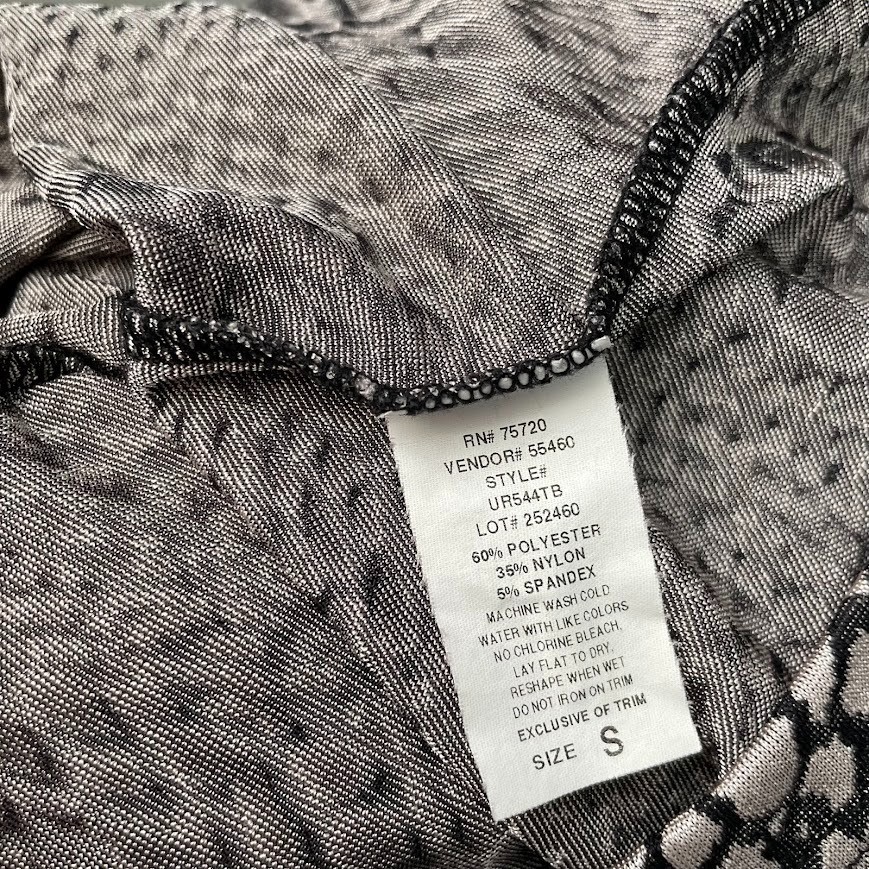 RN# 75720
VENDOR# 55460
STYLE#
UR544TB
LOT# 252460
60% POLYESTER
35% NYLON
5% SPANDEX
MACHINE WASH COLD
WATER WITH LIKE COLORS
NO CHLORINE BLEACH,
LAY FLAT TO DRY,
RESHAPE WHEN WET
DO NOT IRON ON TRIM
EXCLUSIVE OF TRIM
SIZE S